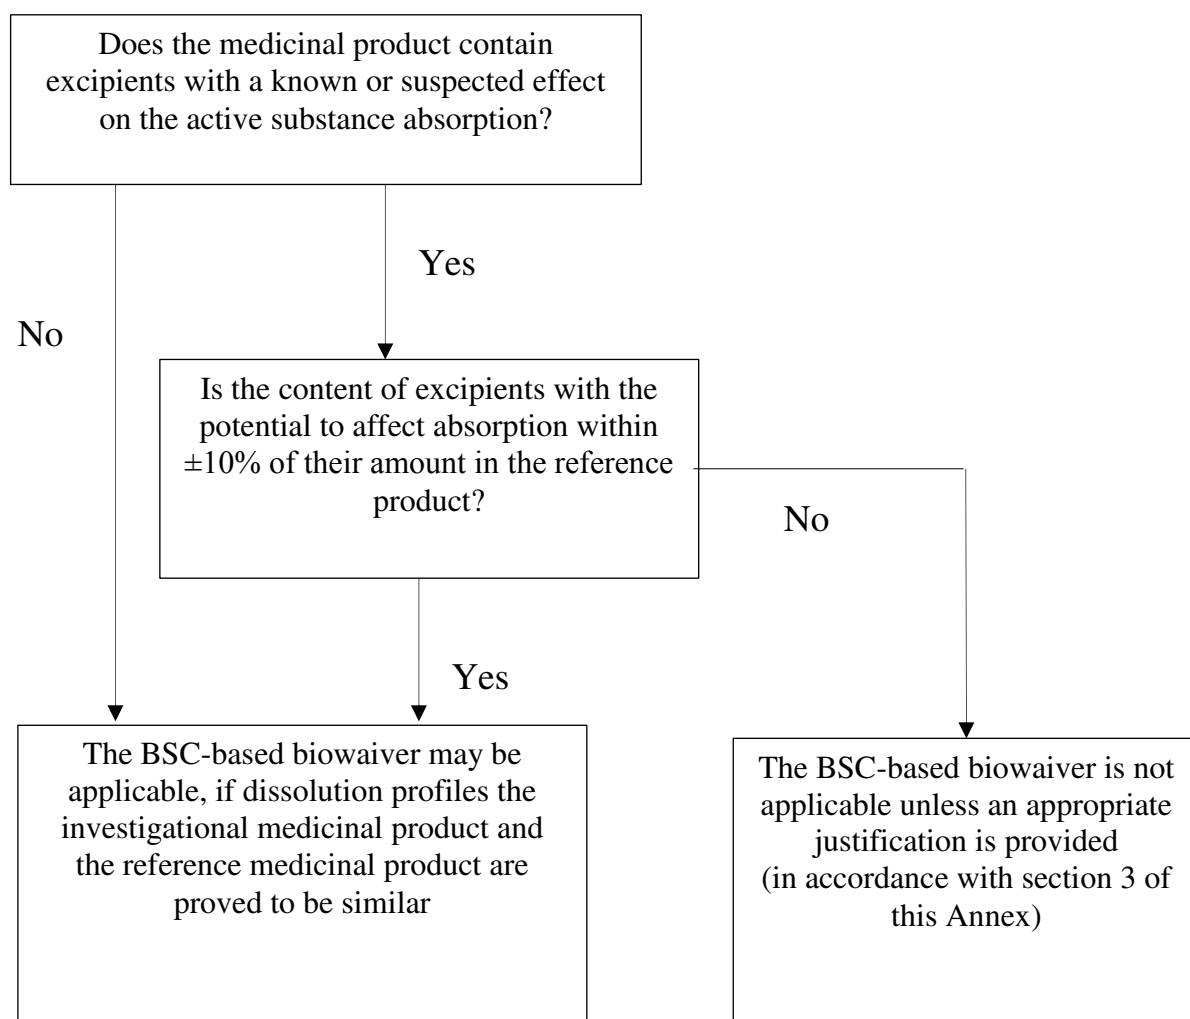 Does the medicinal product contain
excipients with a known or suspected effect
on the active substance absorption?
Yes
No
Is the content of excipients with the
potential to affect absorption within
±10% of their amount in the reference
product?
No
Yes
The BSC-based biowaiver may be
applicable, if dissolution profiles the
investigational medicinal product and
the reference medicinal product are
proved to be similar
The BSC-based biowaiver is not
applicable unless an appropriate
justification is provided
(in accordance with section 3 of
this Annex)